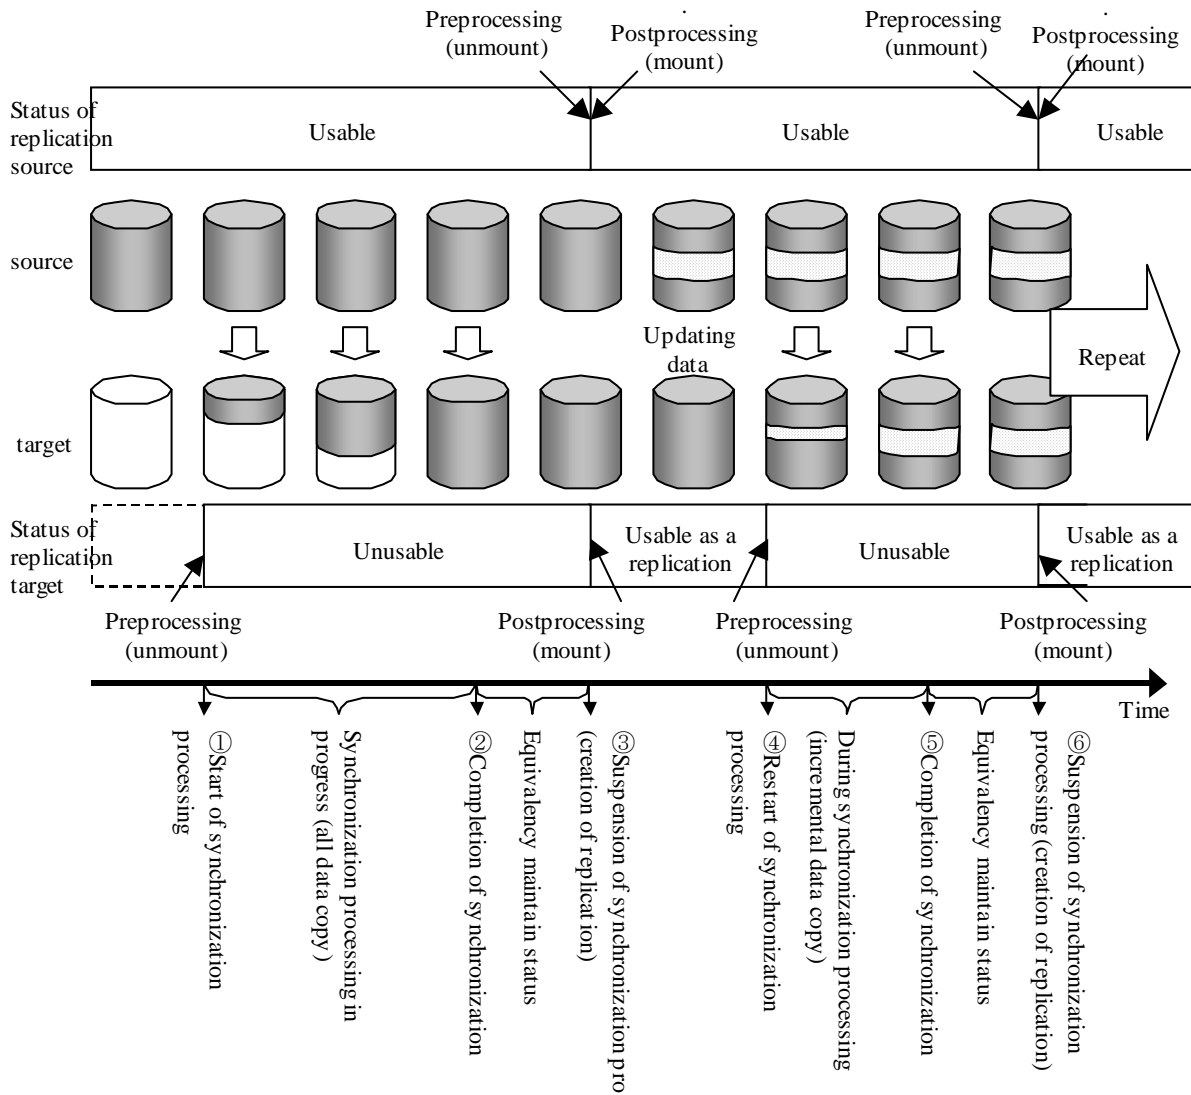 Preprocessing
(unmount)
Postprocessing
(mount)
Preprocessing
(unmount)
Postprocessing
(mount)
Status of
replication
source
Usable
Usable
Usable
source
Updating
data
Repeat
target
Status of
replication
target
Unusable
Usable as a
replication
Unusable
Usable as a
replication
Preprocessing
(unmount)
Postprocessing
(mount)
Preprocessing
(unmount)
Postprocessing
(mount)
Time
①Start of synchronization
processing
Synchronization processing in
progress (all data copy)
②Completion of synchronization
Equivalency maintain status
③Suspension of synchronization pro
(creation of replication)
④Restart of synchronization
processing
During synchronization processing
(incremental data copy)
⑤Completion of synchronization
Equivalency maintain status
⑥Suspension of synchronization
processing (creation of replication)